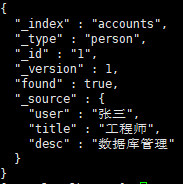 {
  "_index" : "accounts",
  "_type" : "person",
  "_id" : "1",
  "_version" : 1,
  "found" : true,
  "_source" : {
    "user" : "张三",
    "title" : "工程师",
    "desc" : "数据库管理"
  }
}